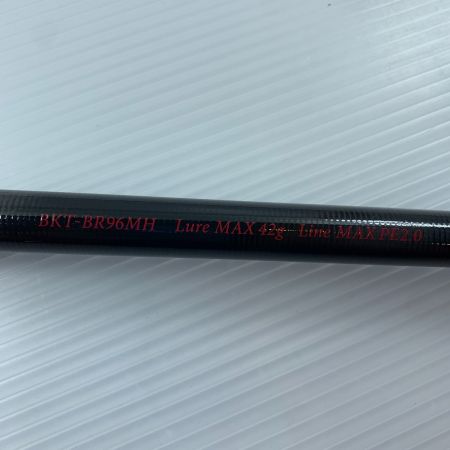 BKT-BR96MH Lure MAX 42g Line MAX PE2.0